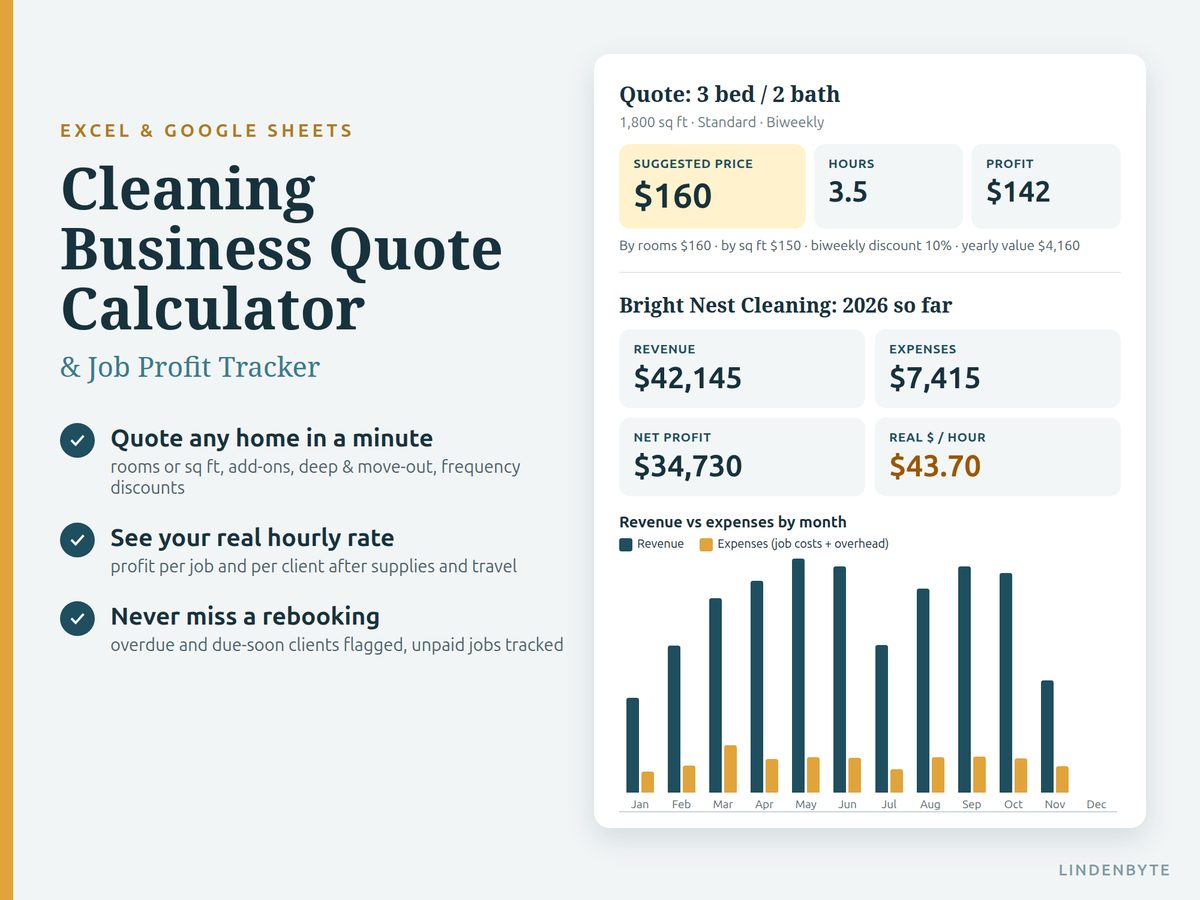 EXCEL & GOOGLE SHEETS
Cleaning
Business Quote
Calculator
& Job Profit Tracker
Quote any home in a minute
rooms or sq ft, add-ons, deep & move-out, frequency
discounts
See your real hourly rate
profit per job and per client after supplies and travel
Never miss a rebooking
overdue and due-soon clients flagged, unpaid jobs tracked
Quote: 3 bed / 2 bath
1,800 sq ft · Standard · Biweekly
SUGGESTED PRICE
$160
HOURS
3.5
PROFIT
$142
By rooms $160 · by sq ft $150 · biweekly discount 10% · yearly value $4,160
Bright Nest Cleaning: 2026 so far
REVENUE
$42,145
EXPENSES
$7,415
NET PROFIT
$34,730
REAL $ / HOUR
$43.70
Revenue vs expenses by month
Revenue Expenses (job costs + overhead)
Jan Feb Mar Apr May Jun Jul Aug Sep Oct Nov Dec
LINDENBYTE